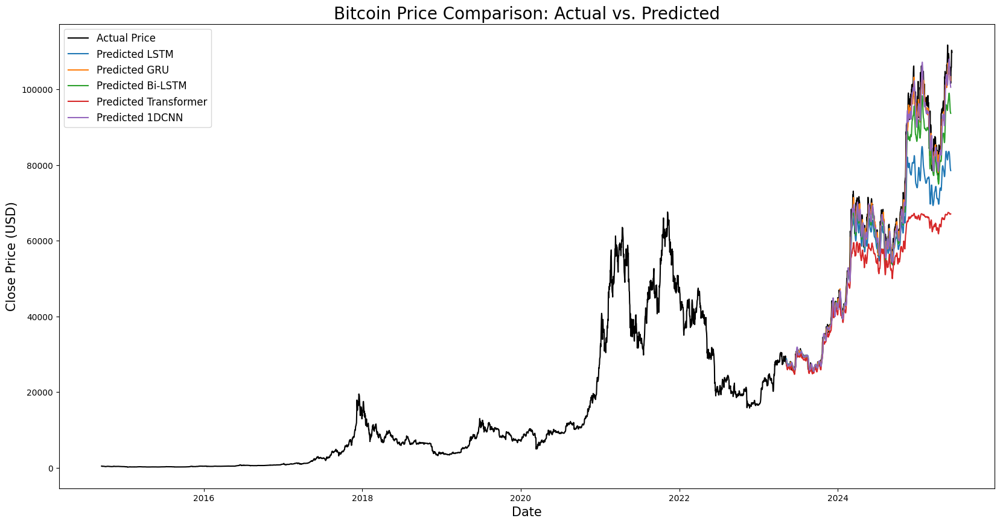 Bitcoin Price Comparison: Actual vs. Predicted
Actual Price
Predicted LSTM
Predicted GRU
Predicted Bi-LSTM
Predicted Transformer
Predicted 1DCNN
Close Price (USD)
100000
80000
60000
40000
20000
0
2016
2018
2020
2022
2024
Date